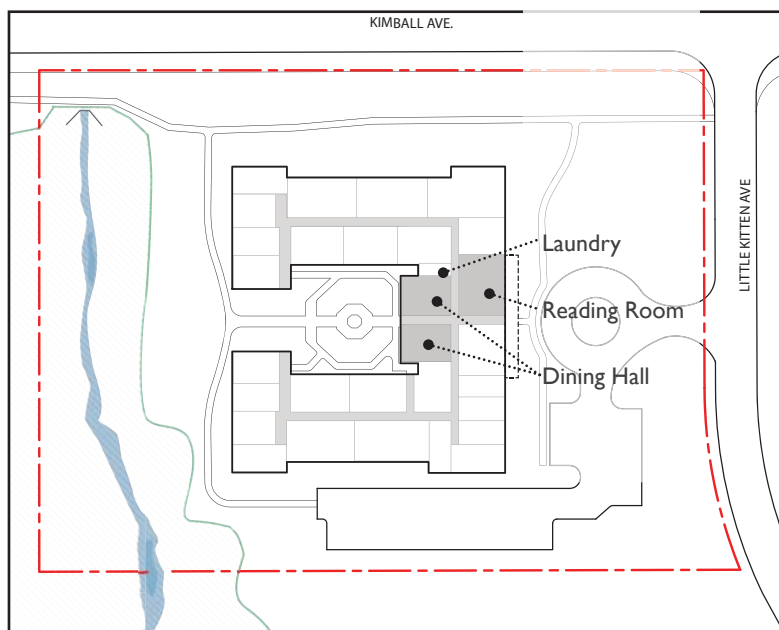 KIMBALL AVE.
LITTLE KITTEN AVE
Laundry
Reading Room
Dining Hall